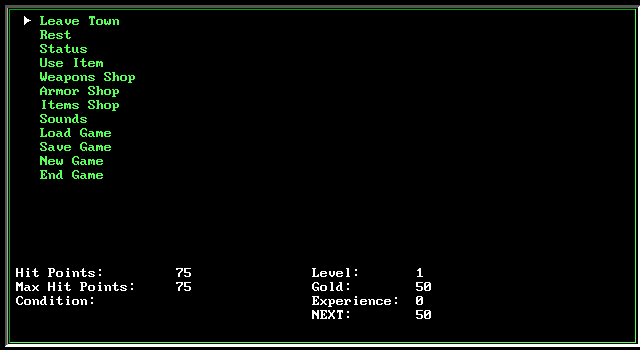 Leave Town
Rest
Status
Use Item
Weapons Shop
Armor Shop
Items Shop
Sounds
Load Game
Save Game
New Game
End Game
Hit Points: 75 Level: 1
Max Hit Points: 75 Gold: 50
Condition: Experience: 0
NEXT: 50